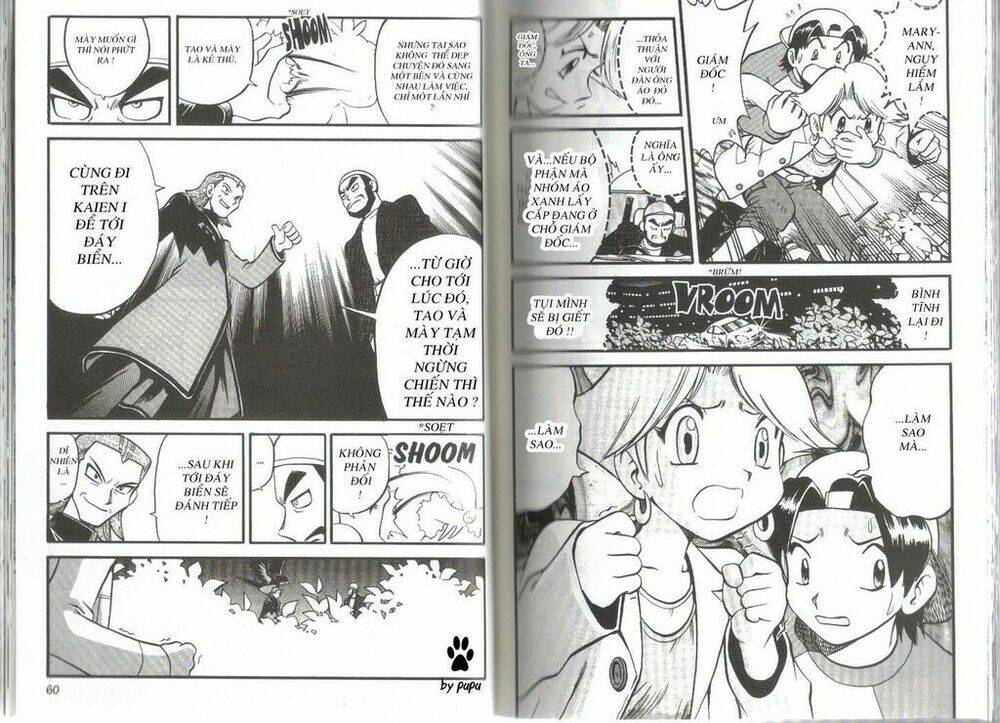 MÀY MUỐN GÌ
THÌ NÓI PHỨT
RA !
TAO VÀ MÀY
LÀ KẺ THÙ,
*SOẸT
SHOOM
NHƯNG TẠI SAO
KHÔNG THỂ DẸP
CHUYỆN ĐÓ SANG
MỘT BÊN VÀ CÙNG
NHAU LÀM VIỆC.
CHỈ MỘT LẦN NHỈ
?
CÙNG ĐI
TRÊN
KAIEN I
ĐỂ TỚI
ĐÁY
BIỂN...
...TỪ GIỜ
CHO TỚI
LÚC ĐÓ,
TAO VÀ
MÀY TẠM
THỜI
NGỪNG
CHIẾN THÌ
THẾ NÀO ?
DĨ
NHIÊN LÀ
...
...SAU KHI
TỚI ĐÁY
BIỂN SẼ
ĐÁNH TIẾP
!
...
KHÔNG
PHẢN
ĐỐI !
*SOẸT
SHOOM
60
by pupu
GIÁM
ĐỐC,
ÔNG
TA...
...THỎA
THUẬN
VỚI
NGƯỜI
ĐÀN ÔNG
ÁO ĐỎ
ĐÓ...
GIÁM
ĐỐC
ƯM
MARY-
ANN,
NGUY
HIỂM
LẮM !
VÀ...NẾU BỘ
PHẬN MÀ
NHÓM ÁO
XANH LẤY
CẮP ĐANG Ở
CHỖ GIÁM
ĐỐC...
NGHĨA
LÀ ÔNG
ẤY...
TỤI MÌNH
SẼ BỊ GIẾT
ĐÓ !!
*BRỪM!
VROOM
BÌNH
TĨNH
LẠI ĐI !
...LÀM
SAO...
...LÀM
SAO
MÀ...